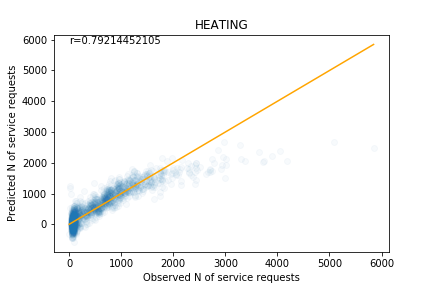 HEATING
r=0.79214452105
6000
5000
4000
3000
2000
1000
0
Predicted N of service requests
0 1000 2000 3000 4000 5000 6000
Observed N of service requests